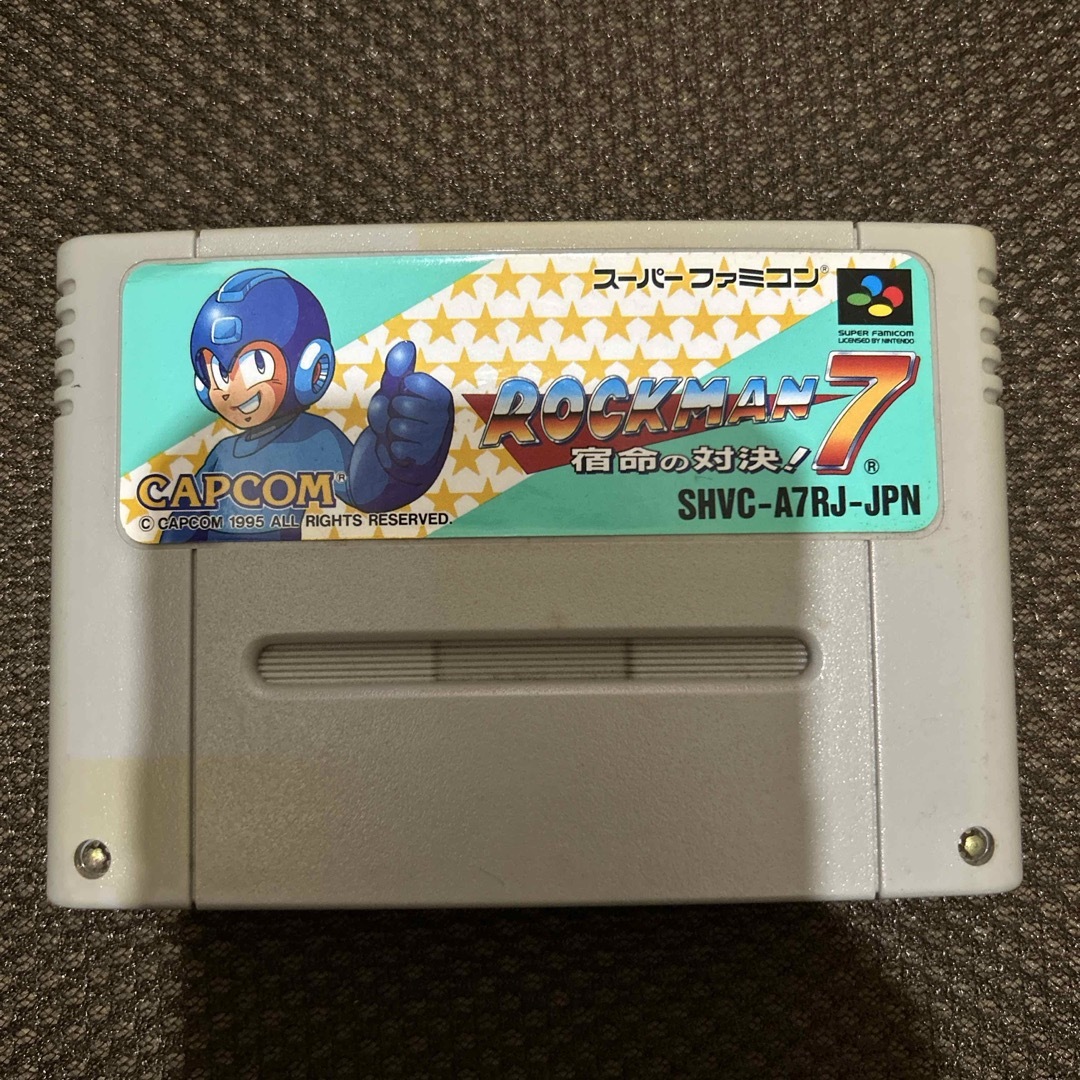 スーパーファミコン®
SUPER FAMICOM
LICENSED BY NINTENDO
ROCKMAN 7
宿命の対決!®
CAPCOM®
© CAPCOM 1995 ALL RIGHTS RESERVED.
SHVC-A7RJ-JPN